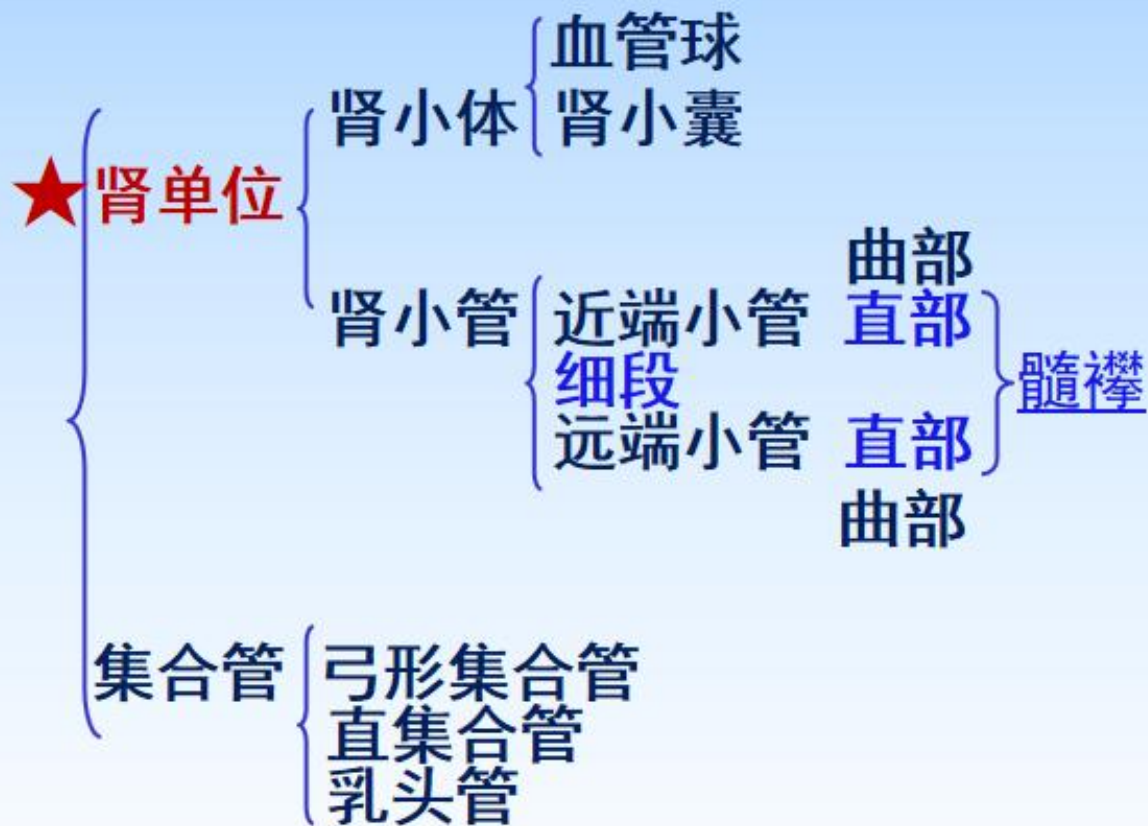 血管球
肾小体 肾小囊
★肾单位
曲部
肾小管 近端小管 直部
细段 髓襻
远端小管 直部
曲部
集合管 弓形集合管
直集合管
乳头管